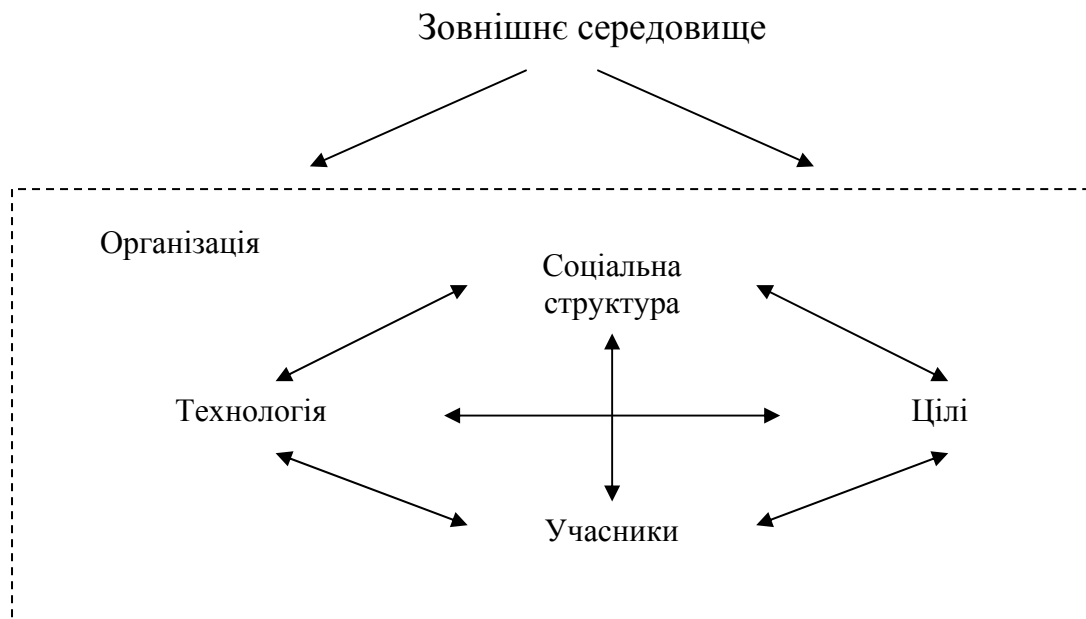 Зовнішнє середовище
Організація
Соціальна
структура
Технологія
Цілі
Учасники